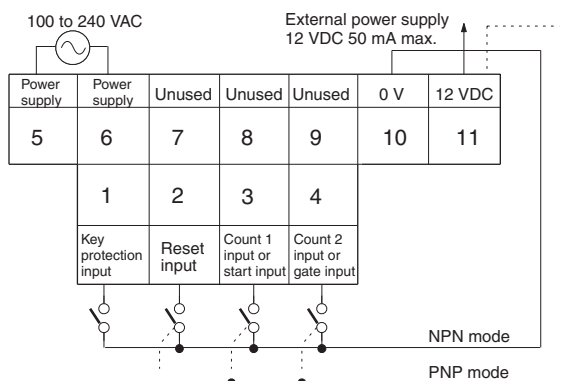 100 to 240 VAC
External power supply
12 VDC 50 mA max.
Power
supply
Power
supply
Unused
Unused
Unused
0 V
12 VDC
5
6
7
8
9
10
11
1
2
3
4
Key
protection
input
Reset
input
Count 1
input or
start input
Count 2
input or
gate input
NPN mode
PNP mode